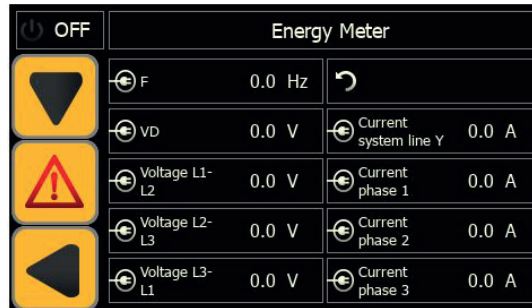 OFF
Energy Meter
F 0.0 Hz
VD 0.0 V
Current
system line Y 0.0 A
Voltage L1-
L2 0.0 V
Current
phase 1 0.0 A
Voltage L2-
L3 0.0 V
Current
phase 2 0.0 A
Voltage L3-
L1 0.0 V
Current
phase 3 0.0 A